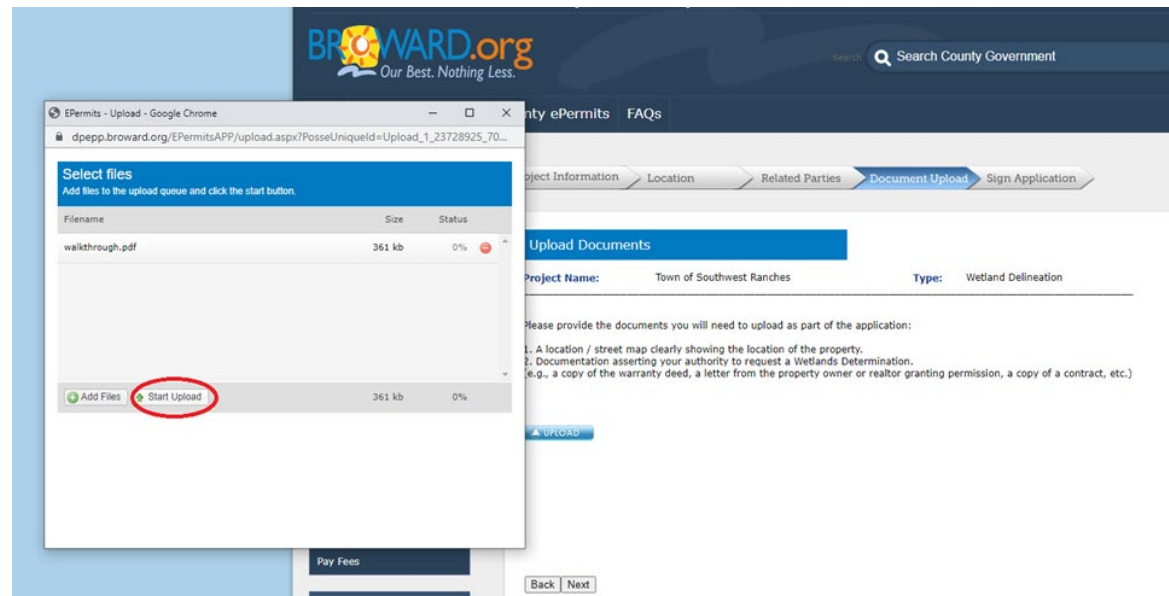 BROWARD.org
Our Best. Nothing Less.
Search
Search County Government
EPermits - Upload - Google Chrome
dpepp.broward.org/EPermitsAPP/upload.aspx?PosseUniqueId=Upload_1_23728925_70...
nty ePermits FAQs
Select files
Add files to the upload queue and click the start button.
Filename Size Status
walkthrough.pdf 361 kb 0%
Add Files Start Upload 361 kb 0%
oject Information Location Related Parties Document Upload Sign Application
Upload Documents
Project Name: Town of Southwest Ranches Type: Wetland Delineation
Please provide the documents you will need to upload as part of the application:
1. A location / street map clearly showing the location of the property.
2. Documentation asserting your authority to request a Wetlands Determination.
(e.g., a copy of the warranty deed, a letter from the property owner or realtor granting permission, a copy of a contract, etc.)
UPLOAD
Pay Fees
Back Next